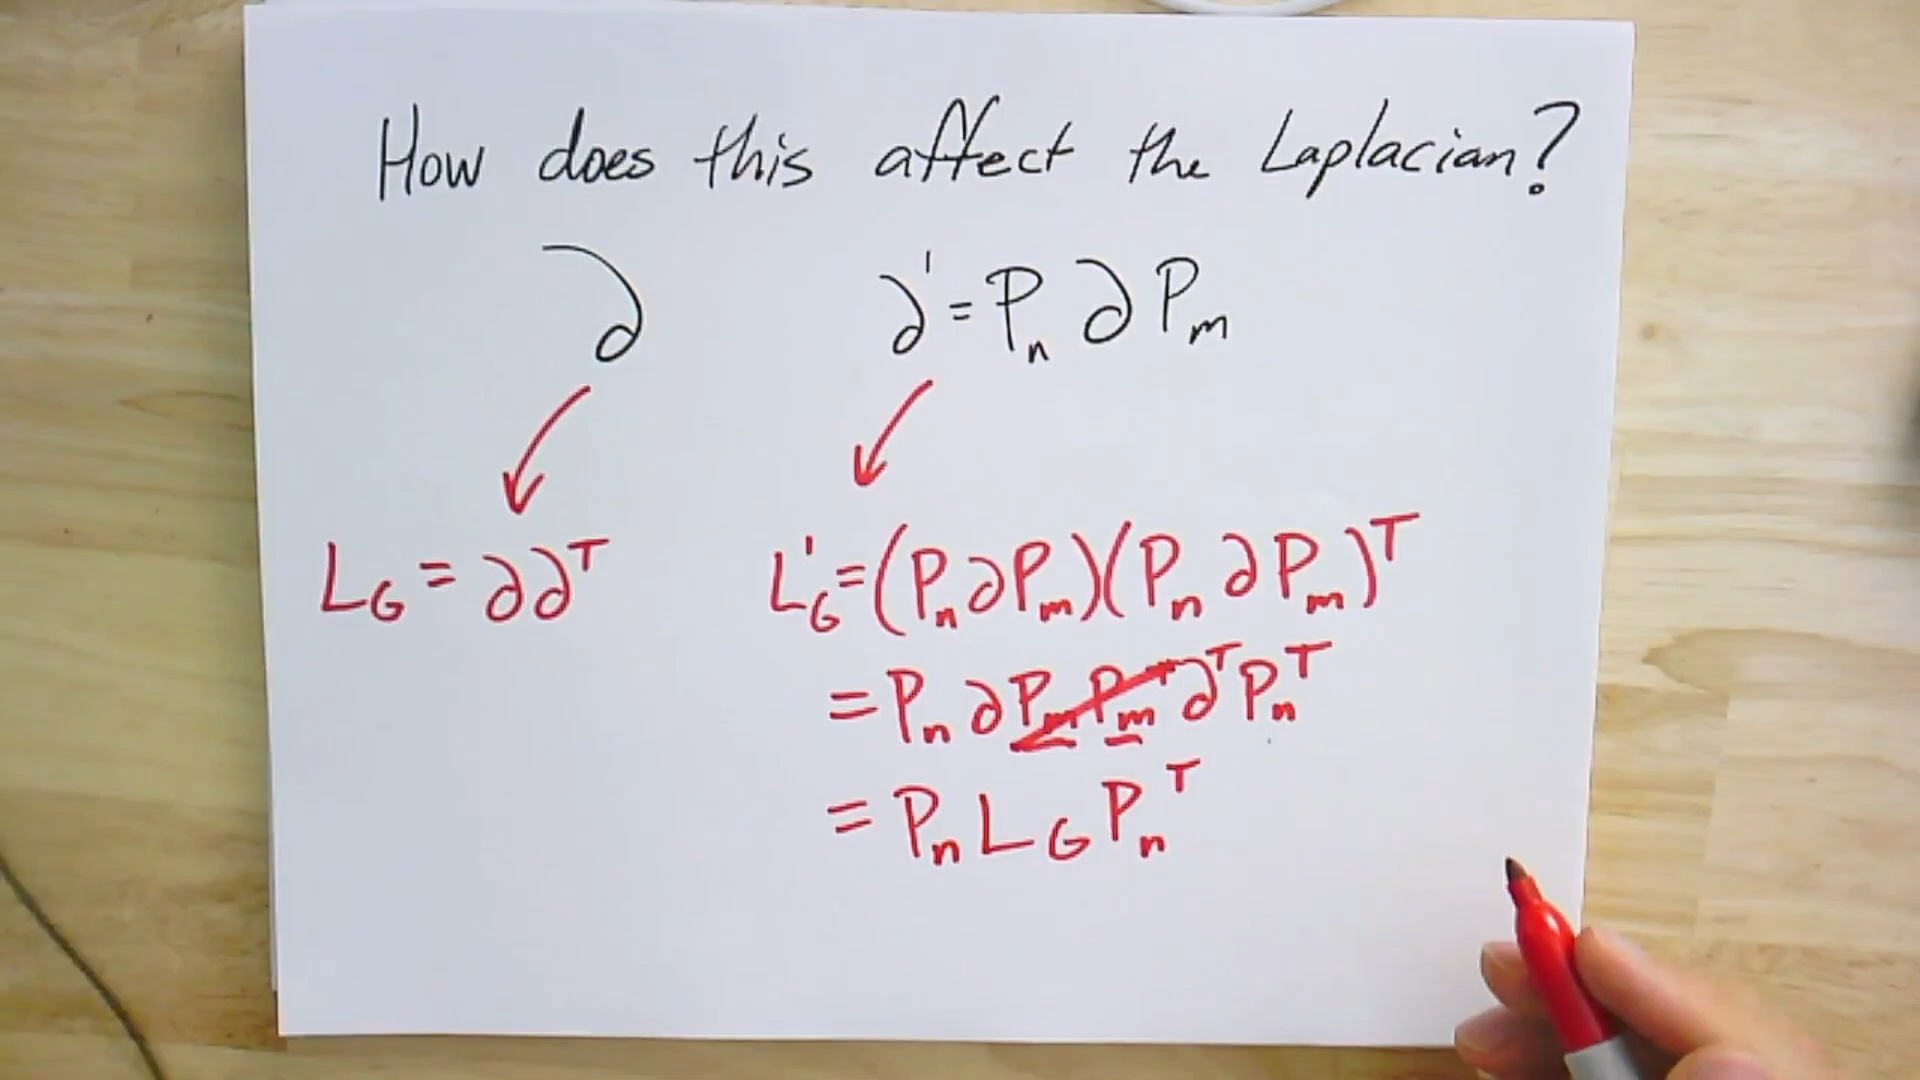 How does this affect the Laplacian?
∂ ∂' = Pₙ ∂ Pₘ
L_G = ∂∂ᵀ L'_G = (Pₙ ∂ Pₘ)(Pₙ ∂ Pₘ)ᵀ
= Pₙ ∂ Pₘ Pₘᵀ ∂ᵀ Pₙᵀ
= Pₙ L_G Pₙᵀ